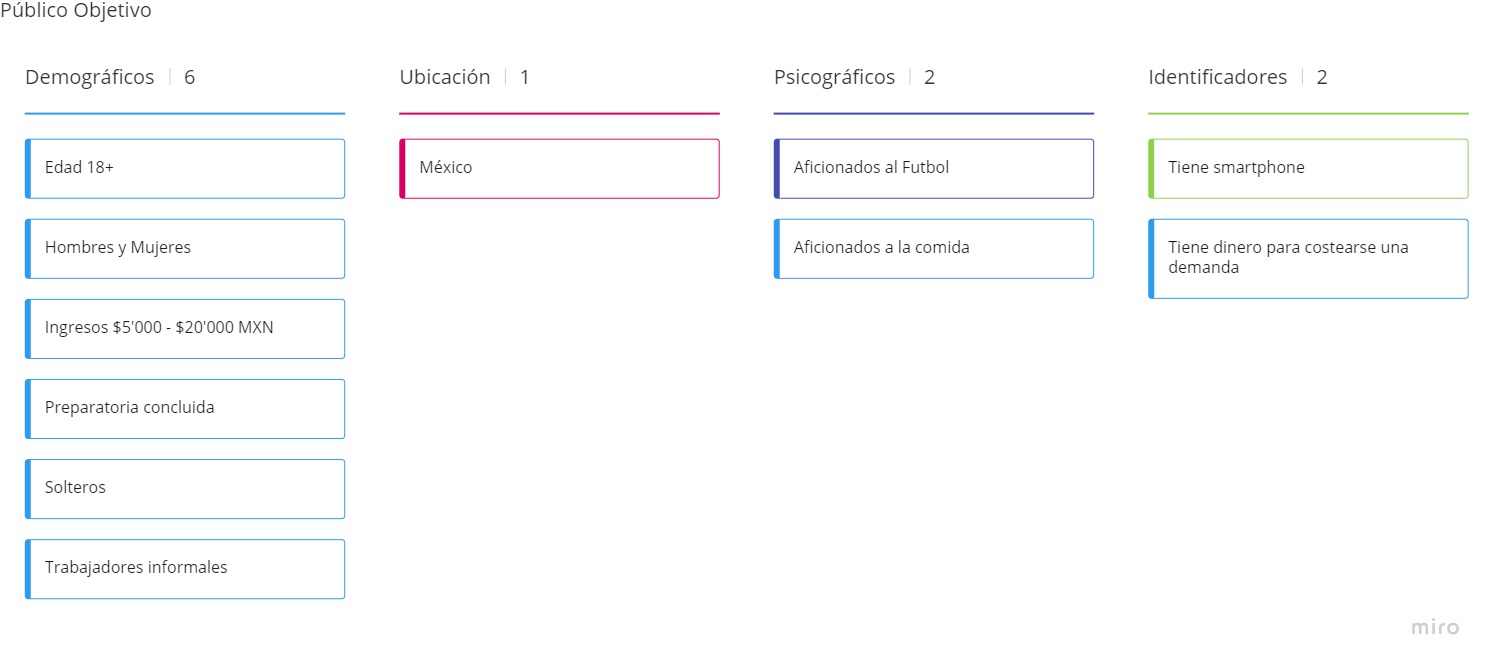 Público Objetivo
Demográficos 6
Edad 18+
Hombres y Mujeres
Ingresos $5'000 - $20'000 MXN
Preparatoria concluida
Solteros
Trabajadores informales
Ubicación 1
México
Psicográficos 2
Aficionados al Futbol
Aficionados a la comida
Identificadores 2
Tiene smartphone
Tiene dinero para costearse una
demanda
miro